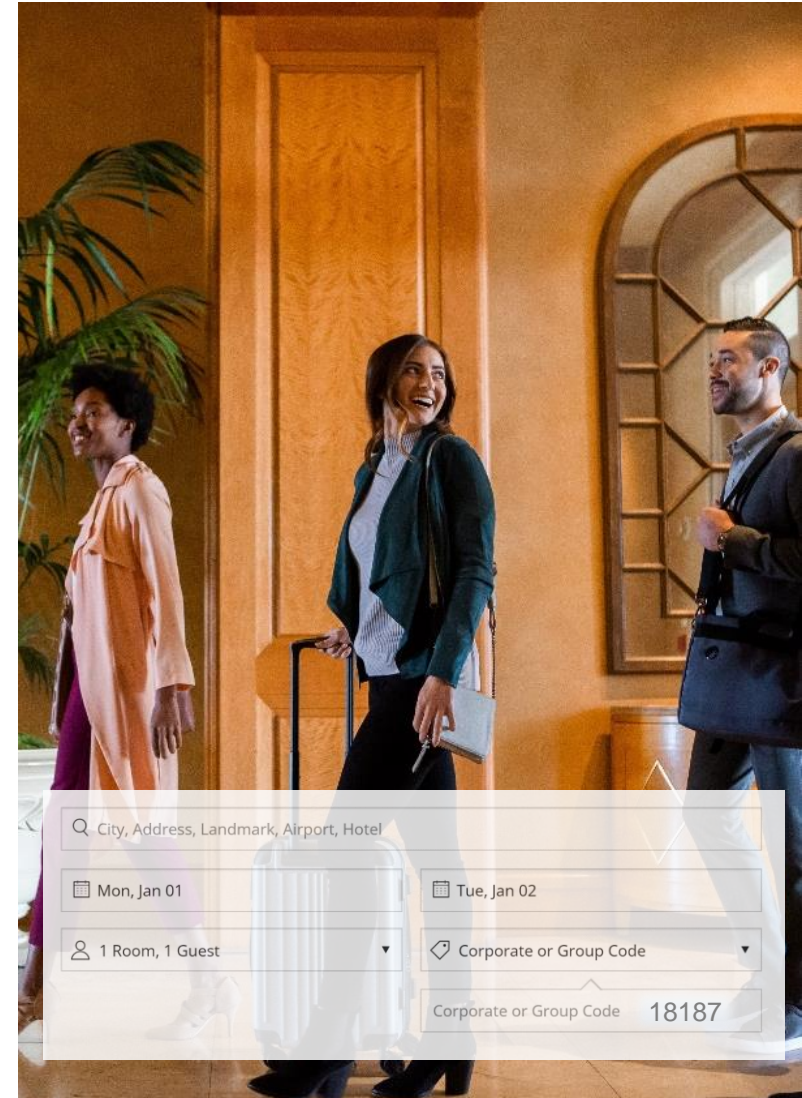 City, Address, Landmark, Airport, Hotel
Mon, Jan 01
Tue, Jan 02
1 Room, 1 Guest
Corporate or Group Code
Corporate or Group Code 18187